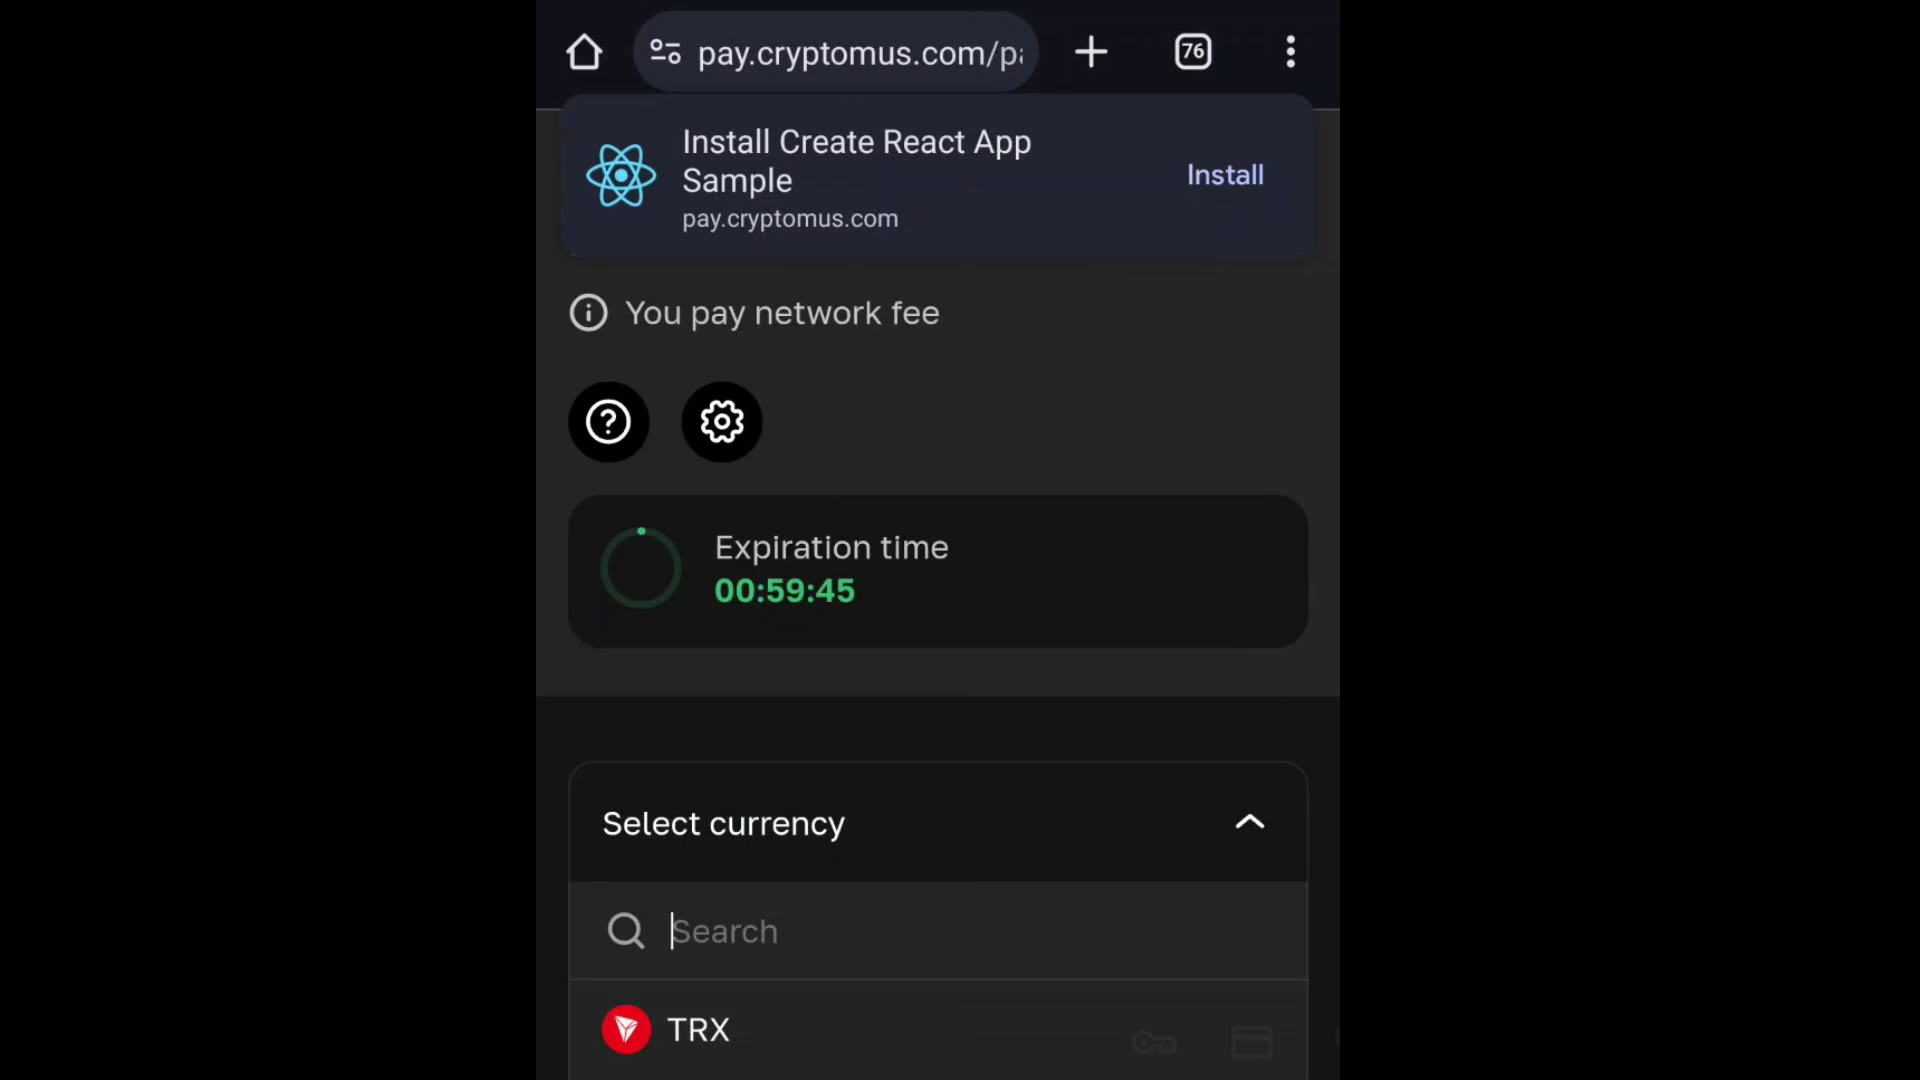 pay.cryptomus.com/pa
76
Install Create React App
Sample
pay.cryptomus.com
Install
You pay network fee
Expiration time
00:59:45
Select currency
Search
TRX